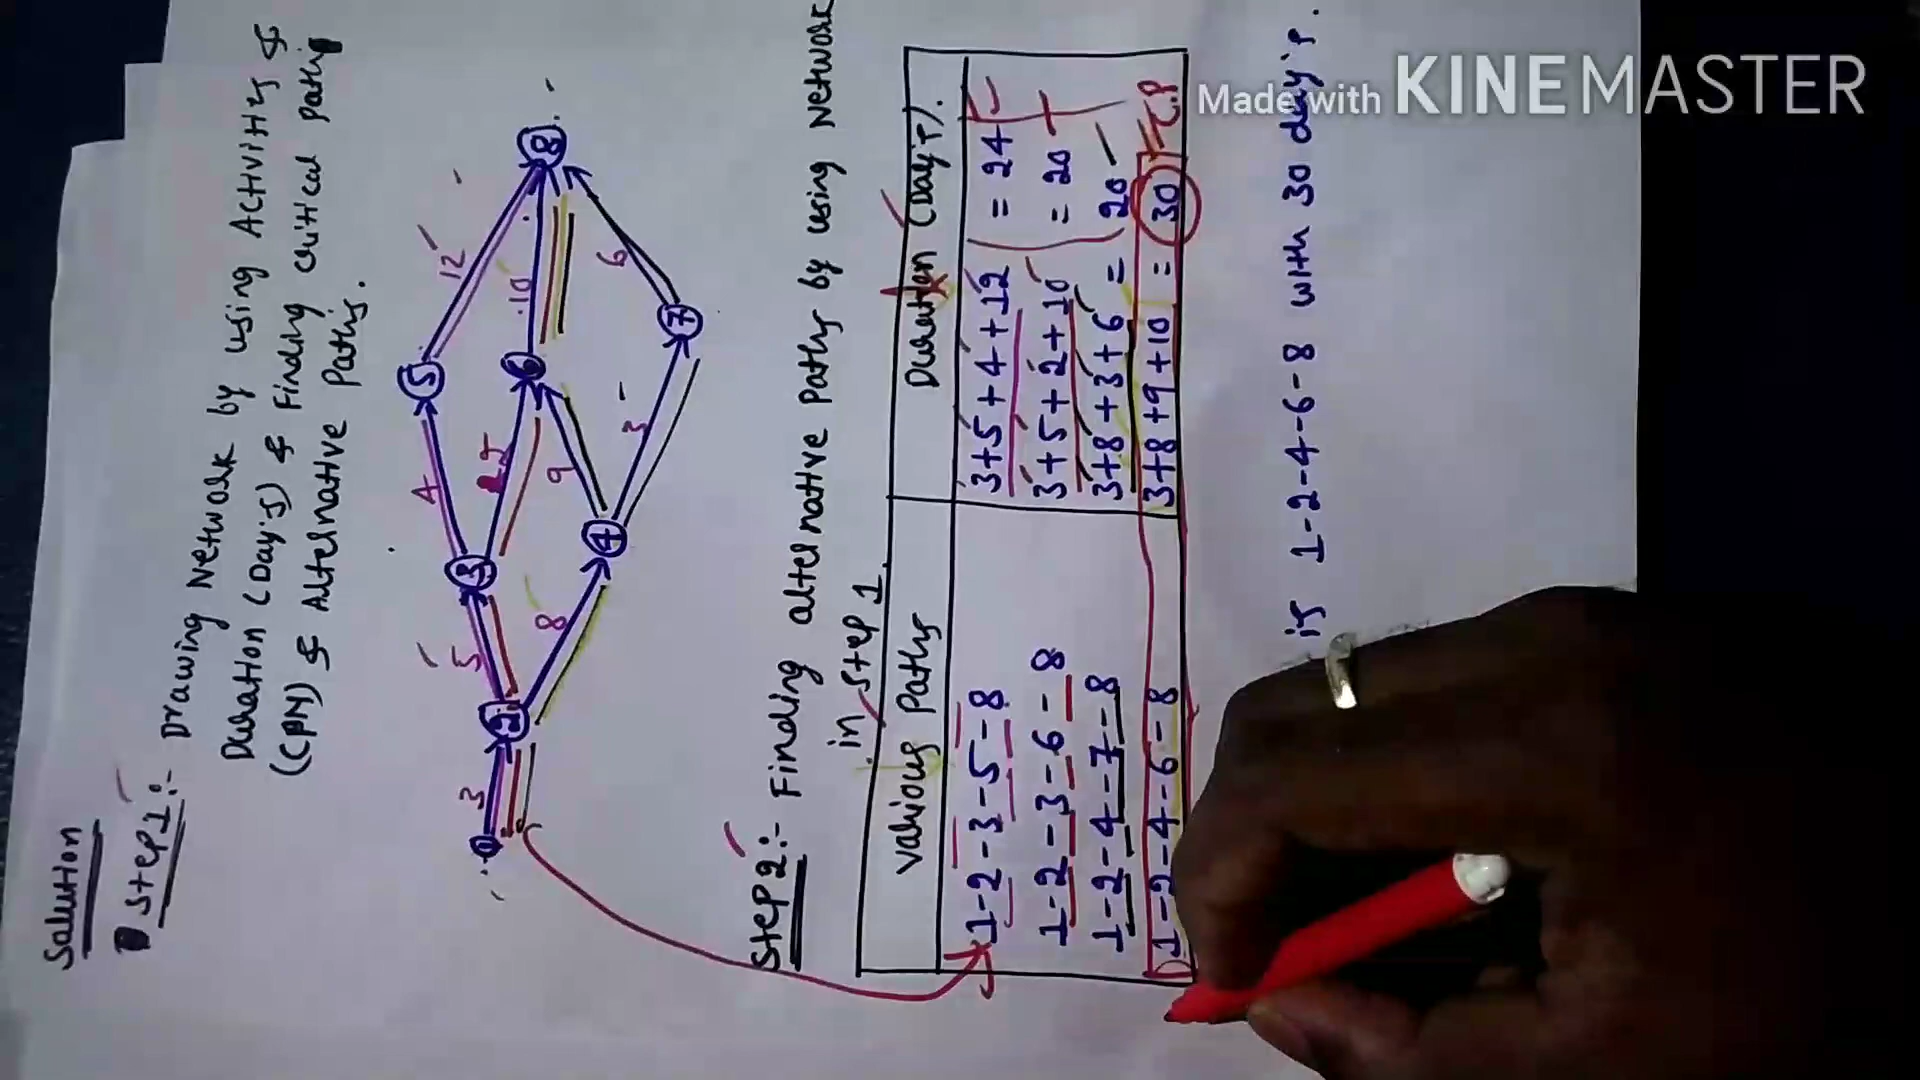 Solution
Step 1:- Drawing Network by using Activities &
Duration (Day's) & Finding critical path
(CPM) & Alternative Paths.
1
2
3
4
5
6
7
8
3
5
8
4
2
9
3
12
10
6
Step 2:- Finding alternative Paths by using Network
in step 1
Various Paths Duration (Day's).
1-2-3-5-8 3+5+4+12 = 24
1-2-3-6-8 3+5+2+10 = 20
1-2-4-7-8 3+8+3+6 = 20
1-2-4-6-8 3+8+9+10 = 30 C.P
is 1-2-4-6-8 with 30 day's.
Made with KINEMASTER